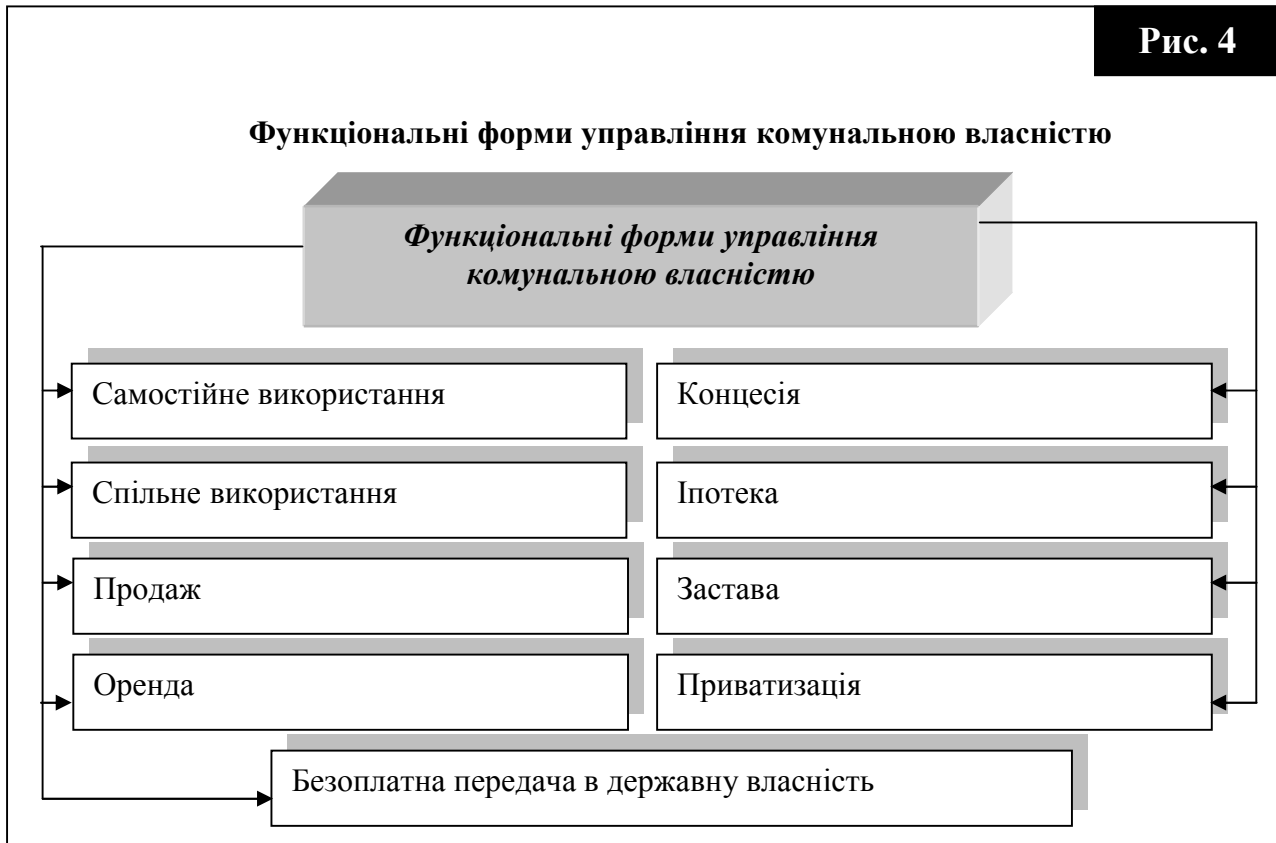 Рис. 4
Функціональні форми управління комунальною власністю
Функціональні форми управління
комунальною власністю
Самостійне використання
Спільне використання
Продаж
Оренда
Концесія
Іпотека
Застава
Приватизація
Безоплатна передача в державну власність